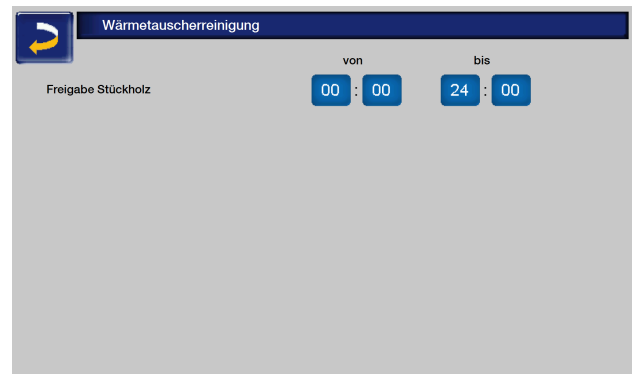 Wärmetauscherreinigung
von bis
Freigabe Stückholz 00 : 00 24 : 00